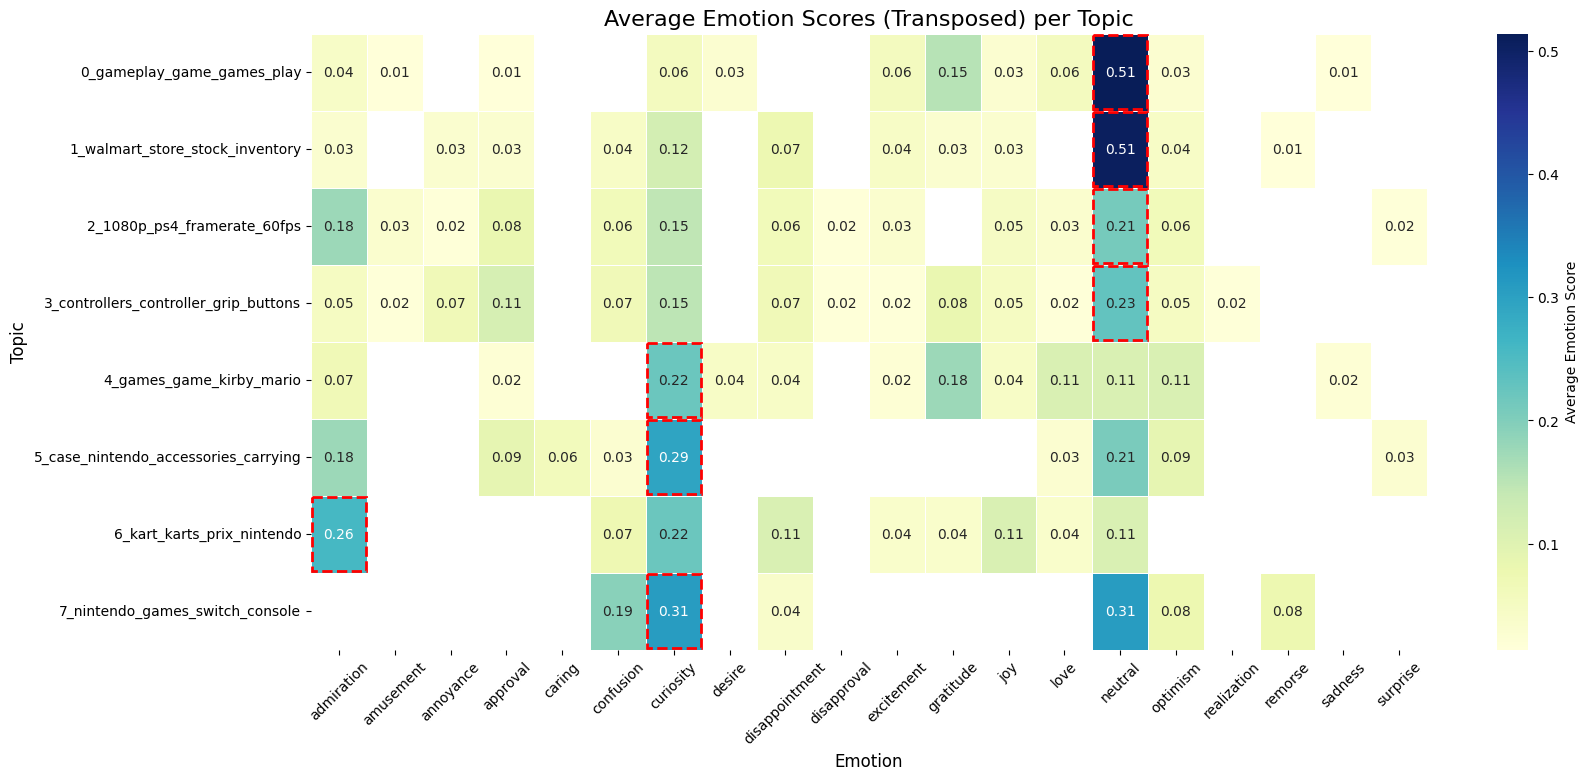 Average Emotion Scores (Transposed) per Topic
0_gameplay_game_games_play 0.04 0.01 0.01 0.06 0.03 0.06 0.15 0.03 0.06 0.51 0.03 0.01
1_walmart_store_stock_inventory 0.03 0.03 0.03 0.04 0.12 0.07 0.04 0.03 0.03 0.51 0.04 0.01
2_1080p_ps4_framerate_60fps 0.18 0.03 0.02 0.08 0.06 0.15 0.06 0.02 0.03 0.05 0.03 0.21 0.06 0.02
3_controllers_controller_grip_buttons 0.05 0.02 0.07 0.11 0.07 0.15 0.07 0.02 0.02 0.08 0.05 0.02 0.23 0.05 0.02
4_games_game_kirby_mario 0.07 0.02 0.22 0.04 0.04 0.02 0.18 0.04 0.11 0.11 0.11 0.02
5_case_nintendo_accessories_carrying 0.18 0.09 0.06 0.03 0.29 0.03 0.21 0.09 0.03
6_kart_karts_prix_nintendo 0.26 0.07 0.22 0.11 0.04 0.04 0.11 0.04 0.11
7_nintendo_games_switch_console 0.19 0.31 0.04 0.31 0.08 0.08
admiration amusement annoyance approval caring confusion curiosity desire disappointment disapproval excitement gratitude joy love neutral optimism realization remorse sadness surprise
Emotion
Topic
0.5
0.4
0.3
0.2
0.1
Average Emotion Score